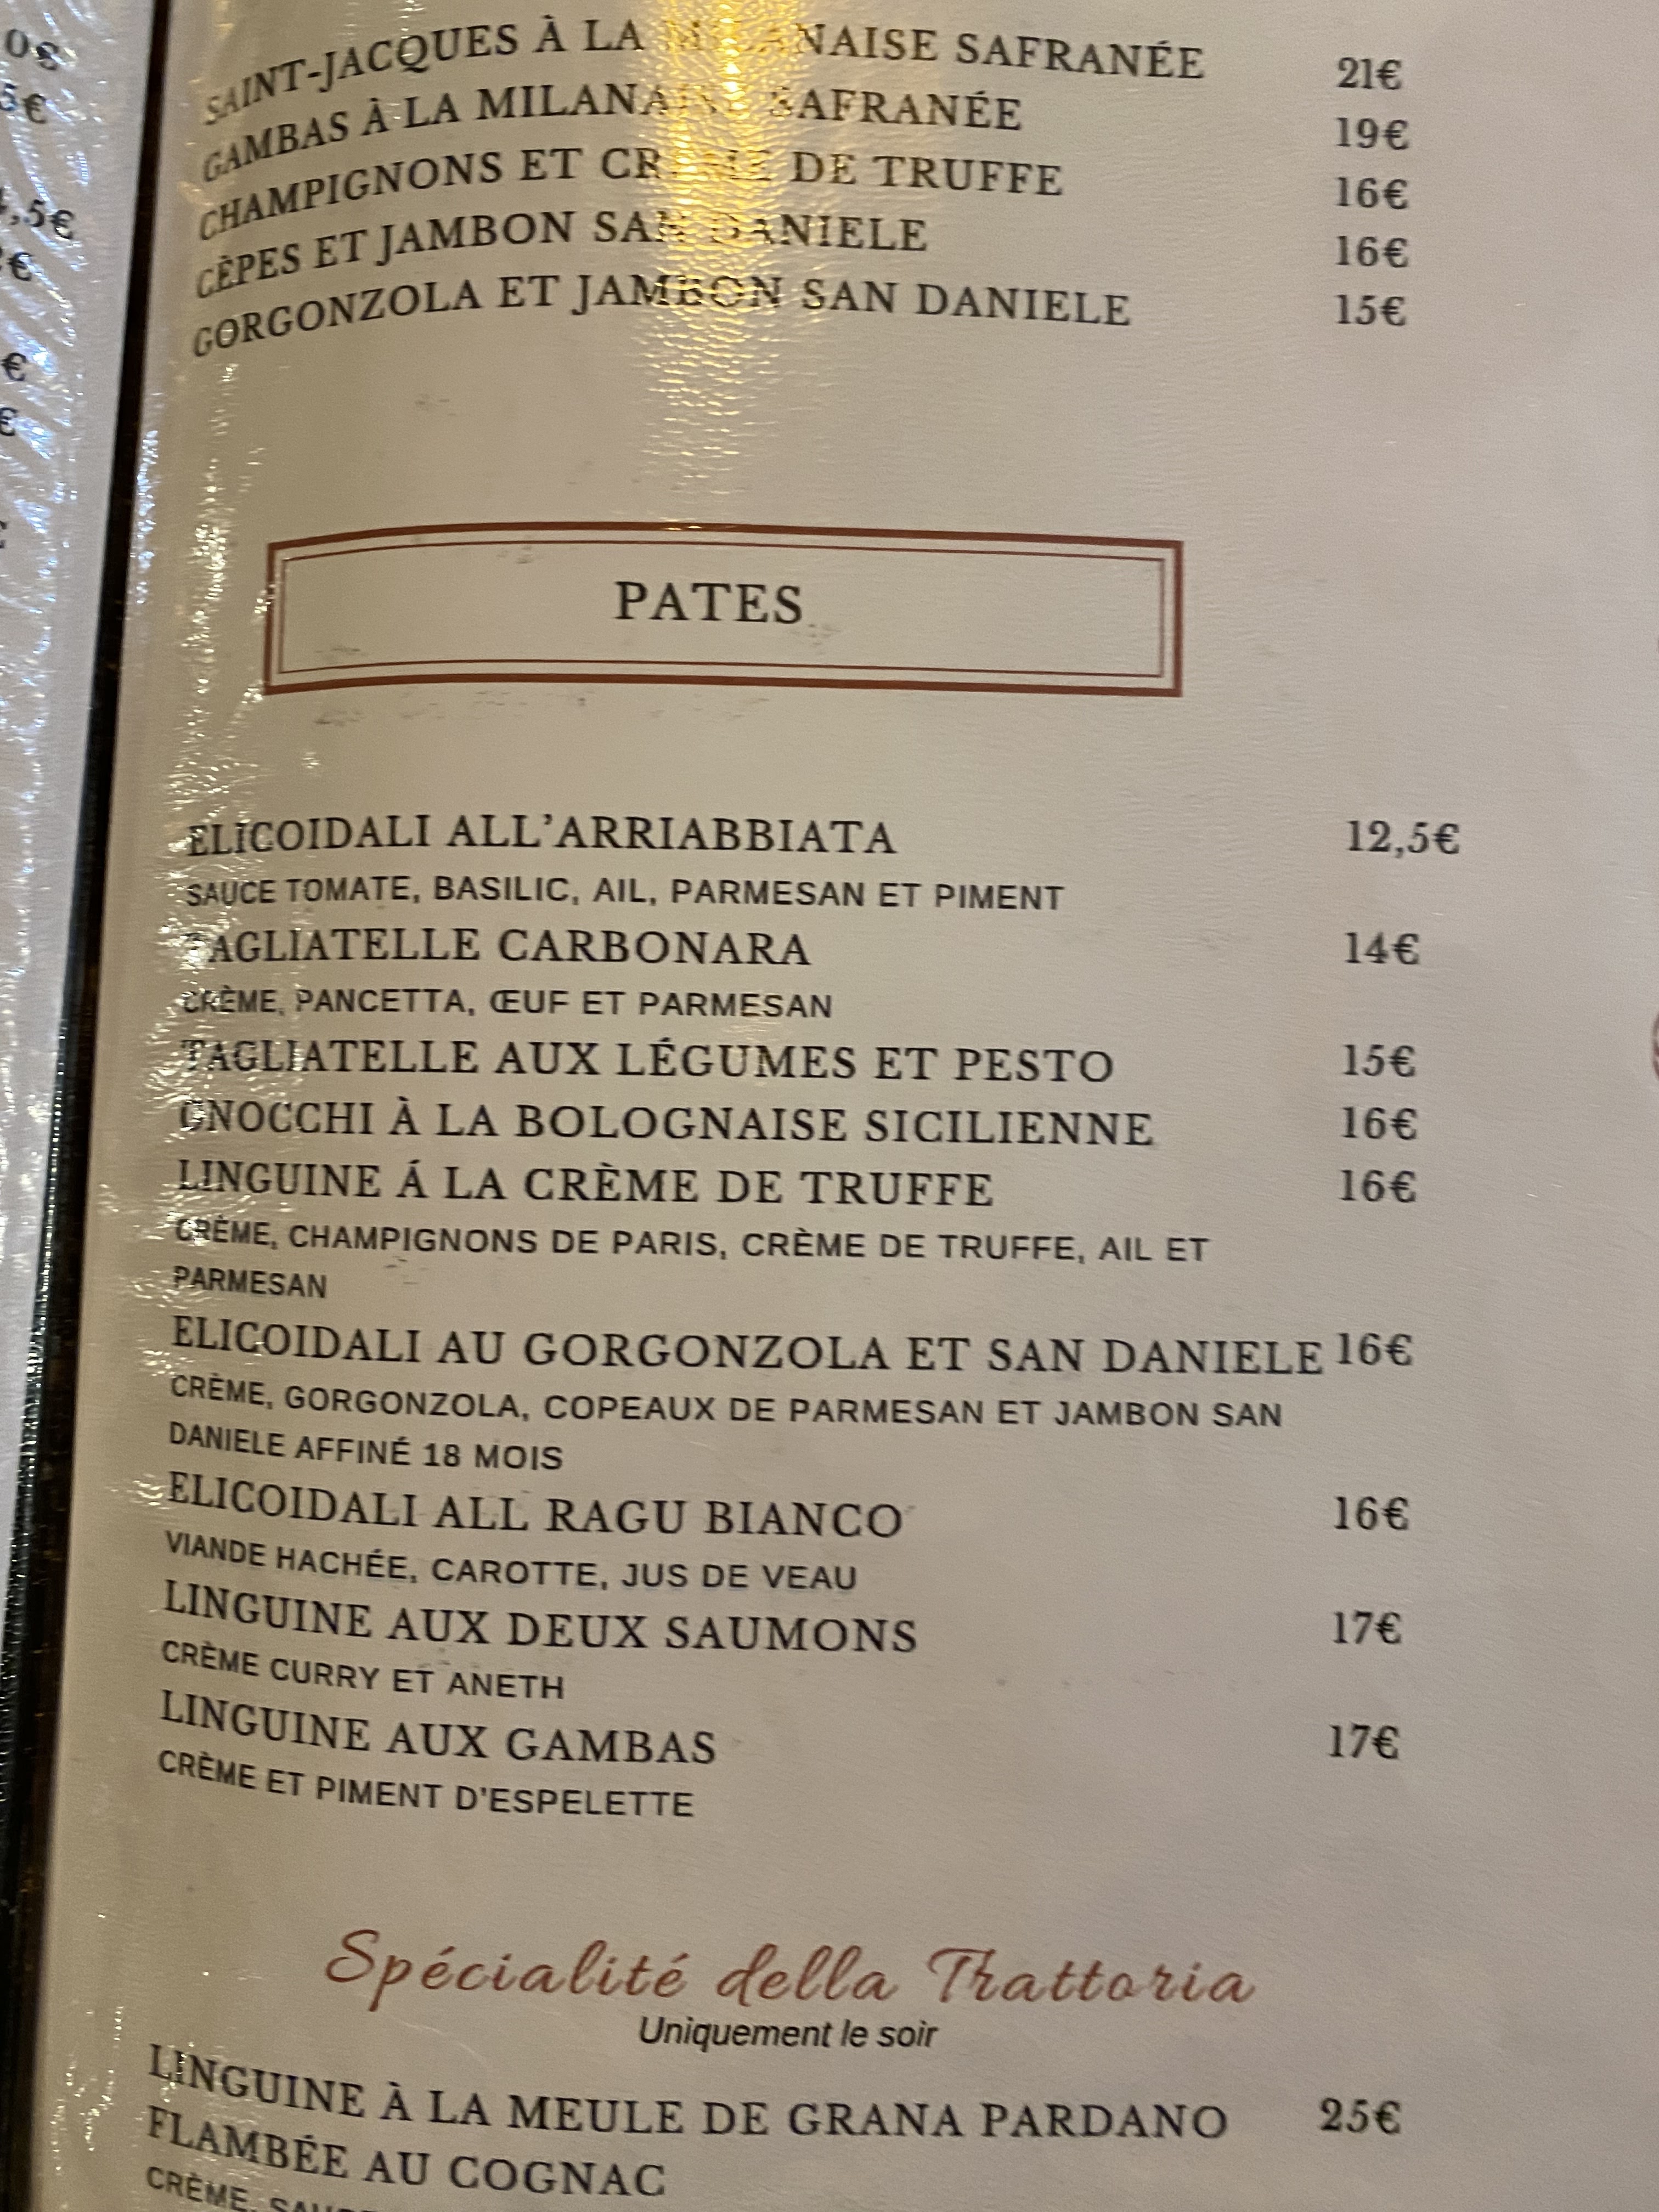 SAINT-JACQUES À LA MILANAISE SAFRANÉE 21€
GAMBAS À LA MILANAISE SAFRANÉE 19€
CHAMPIGNONS ET CRÈME DE TRUFFE 16€
CÈPES ET JAMBON SAN DANIELE 16€
GORGONZOLA ET JAMBON SAN DANIELE 15€
PATES
ELICOIDALI ALL'ARRIABBIATA 12,5€
SAUCE TOMATE, BASILIC, AIL, PARMESAN ET PIMENT
TAGLIATELLE CARBONARA 14€
CRÈME, PANCETTA, ŒUF ET PARMESAN
TAGLIATELLE AUX LÉGUMES ET PESTO 15€
GNOCCHI À LA BOLOGNAISE SICILIENNE 16€
LINGUINE Á LA CRÈME DE TRUFFE 16€
CRÈME, CHAMPIGNONS DE PARIS, CRÈME DE TRUFFE, AIL ET
PARMESAN
ELICOIDALI AU GORGONZOLA ET SAN DANIELE 16€
CRÈME, GORGONZOLA, COPEAUX DE PARMESAN ET JAMBON SAN
DANIELE AFFINÉ 18 MOIS
ELICOIDALI ALL RAGU BIANCO 16€
VIANDE HACHÉE, CAROTTE, JUS DE VEAU
LINGUINE AUX DEUX SAUMONS 17€
CRÈME CURRY ET ANETH
LINGUINE AUX GAMBAS 17€
CRÈME ET PIMENT D'ESPELETTE
Spécialité della Trattoria
Uniquement le soir
LINGUINE À LA MEULE DE GRANA PARDANO 25€
FLAMBÉE AU COGNAC
CRÈME,